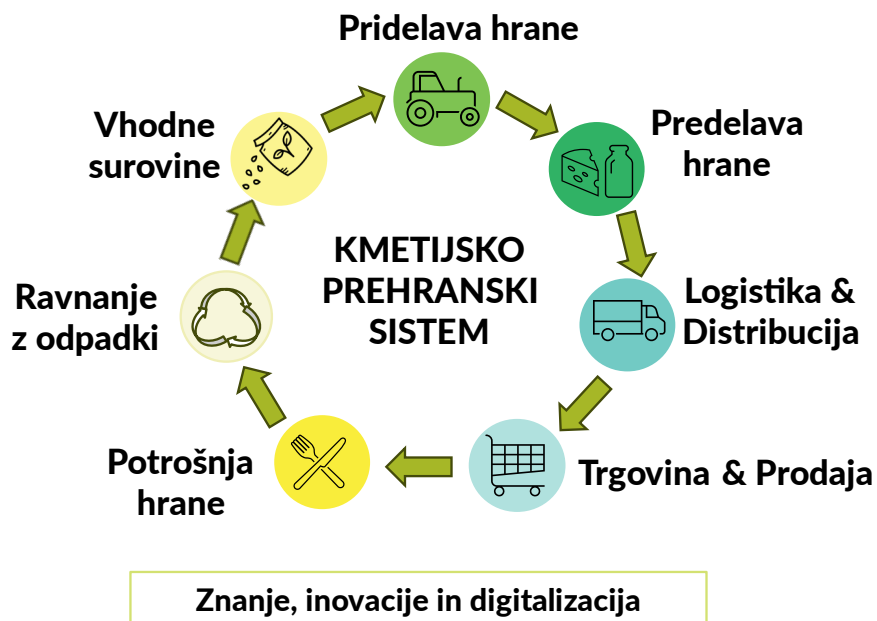 Pridelava hrane
Predelava
hrane
Logistika &
Distribucija
Trgovina & Prodaja
Potrošnja
hrane
Ravnanje
z odpadki
Vhodne
surovine
KMETIJSKO
PREHRANSKI
SISTEM
Znanje, inovacije in digitalizacija